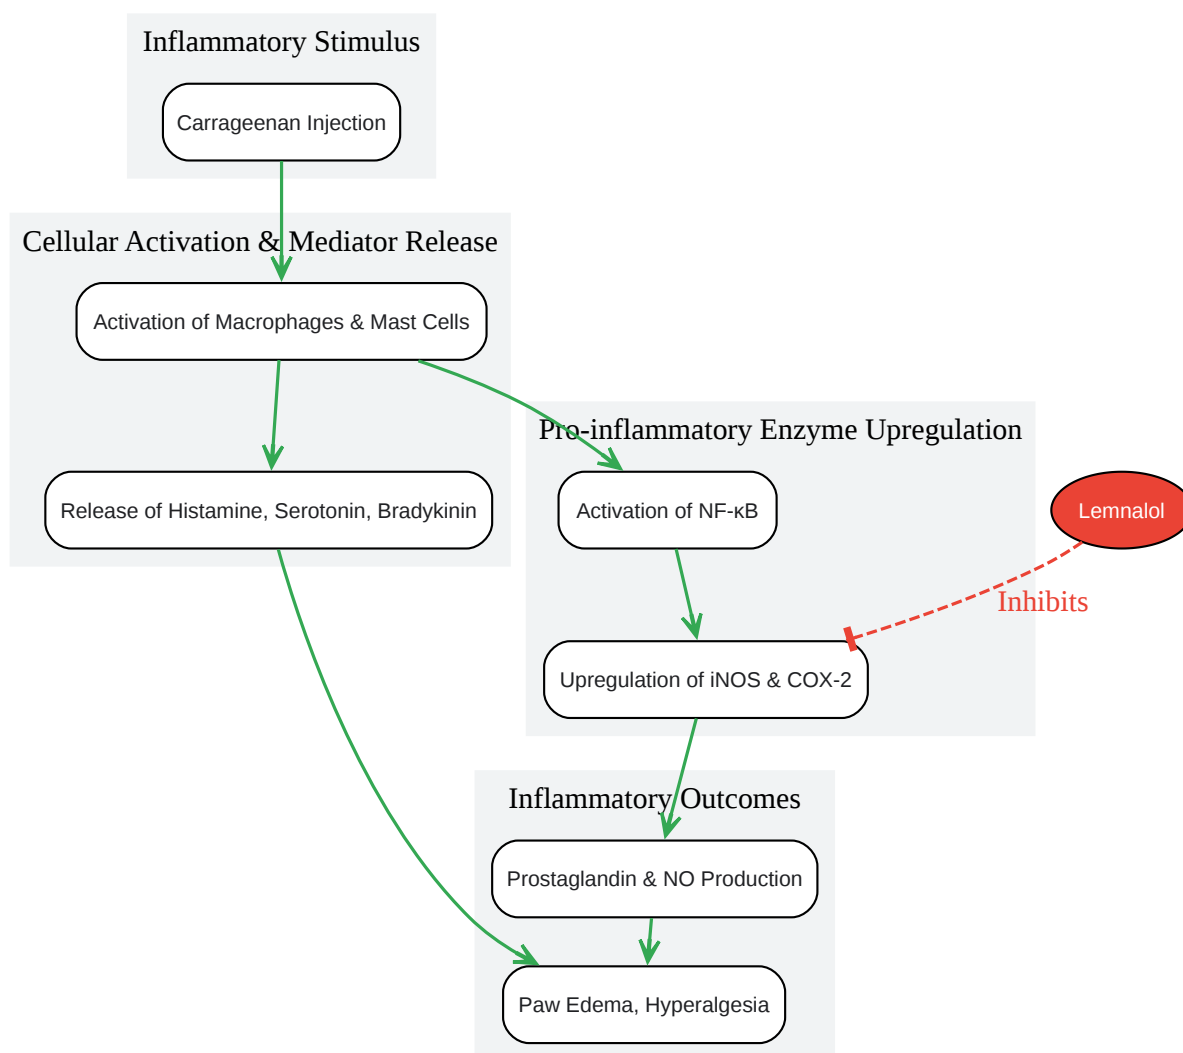 Inflammatory Stimulus
Carrageenan Injection
Cellular Activation & Mediator Release
Activation of Macrophages & Mast Cells
Pro-inflammatory Enzyme Upregulation
Release of Histamine, Serotonin, Bradykinin
Activation of NF-κB
Lemnalol
Inhibits
Upregulation of iNOS & COX-2
Inflammatory Outcomes
Prostaglandin & NO Production
Paw Edema, Hyperalgesia